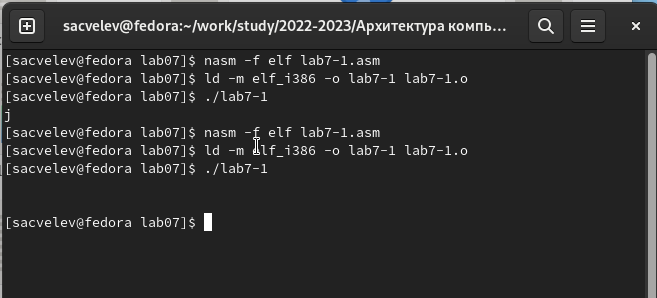 sacvelev@fedora:~/work/study/2022-2023/Архитектура компь...
[sacvelev@fedora lab07]$ nasm -f elf lab7-1.asm
[sacvelev@fedora lab07]$ ld -m elf_i386 -o lab7-1 lab7-1.o
[sacvelev@fedora lab07]$ ./lab7-1
j
[sacvelev@fedora lab07]$ nasm -f elf lab7-1.asm
[sacvelev@fedora lab07]$ ld -m elf_i386 -o lab7-1 lab7-1.o
[sacvelev@fedora lab07]$ ./lab7-1
[sacvelev@fedora lab07]$